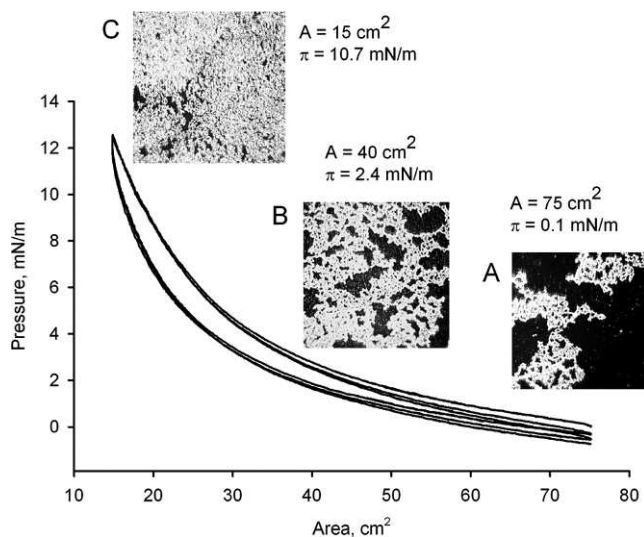 C
A = 15 cm²
π = 10.7 mN/m
A = 40 cm²
π = 2.4 mN/m
B
A = 75 cm²
π = 0.1 mN/m
A
Pressure, mN/m
14
12
10
8
6
4
2
0
10 20 30 40 50 60 70 80
Area, cm²